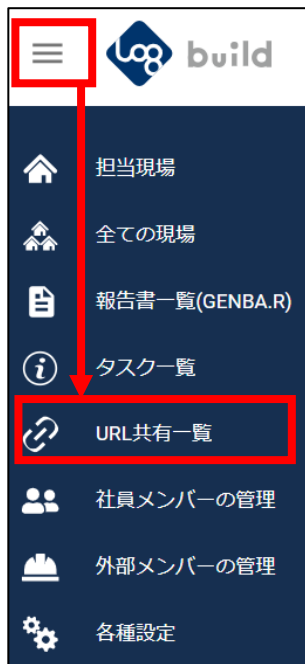 Log build
担当現場
全ての現場
報告書一覧(GENBA.R)
タスク一覧
URL共有一覧
社員メンバーの管理
外部メンバーの管理
各種設定